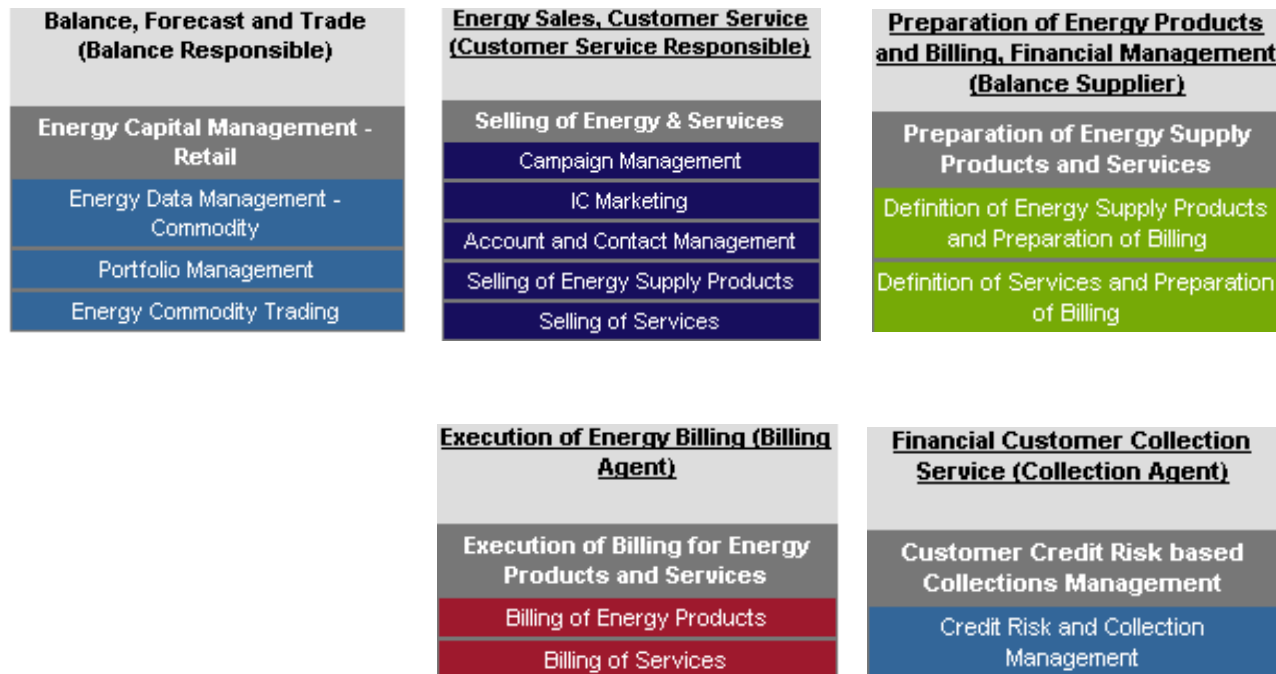 Balance, Forecast and Trade
(Balance Responsible)
Energy Capital Management -
Retail
Energy Data Management -
Commodity
Portfolio Management
Energy Commodity Trading
Energy Sales, Customer Service
(Customer Service Responsible)
Selling of Energy & Services
Campaign Management
IC Marketing
Account and Contact Management
Selling of Energy Supply Products
Selling of Services
Preparation of Energy Products
and Billing, Financial Management
(Balance Supplier)
Preparation of Energy Supply
Products and Services
Definition of Energy Supply Products
and Preparation of Billing
Definition of Services and Preparation
of Billing
Execution of Energy Billing (Billing
Agent)
Execution of Billing for Energy
Products and Services
Billing of Energy Products
Billing of Services
Financial Customer Collection
Service (Collection Agent)
Customer Credit Risk based
Collections Management
Credit Risk and Collection
Management